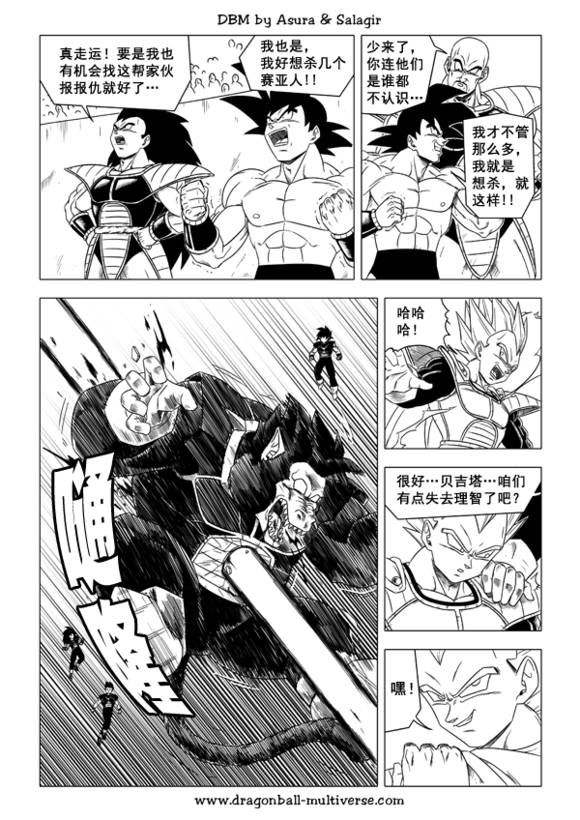 DBM by Asura & Salagir
真走运！要是我也
有机会找这帮家伙
报报仇就好了…
我也是，
我好想杀几个
赛亚人！！
少来了，
你连他们
是谁都
不认识…
我才不管
那么多，
我就是
想杀，就
这样！！
哈哈
哈！
很好…贝吉塔…咱们
有点失去理智了吧？
嘿！
www.dragonball-multiverse.com